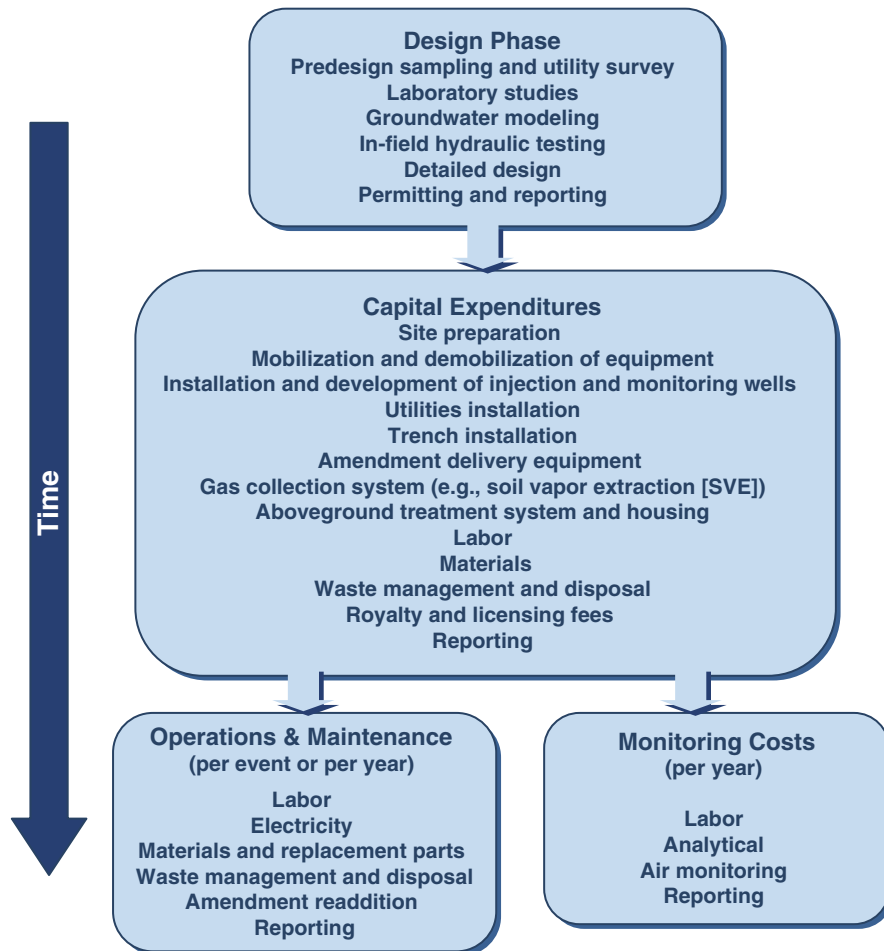 Design Phase
Predesign sampling and utility survey
Laboratory studies
Groundwater modeling
In-field hydraulic testing
Detailed design
Permitting and reporting
Time
Capital Expenditures
Site preparation
Mobilization and demobilization of equipment
Installation and development of injection and monitoring wells
Utilities installation
Trench installation
Amendment delivery equipment
Gas collection system (e.g., soil vapor extraction [SVE])
Aboveground treatment system and housing
Labor
Materials
Waste management and disposal
Royalty and licensing fees
Reporting
Operations & Maintenance
(per event or per year)
Labor
Electricity
Materials and replacement parts
Waste management and disposal
Amendment readdition
Reporting
Monitoring Costs
(per year)
Labor
Analytical
Air monitoring
Reporting